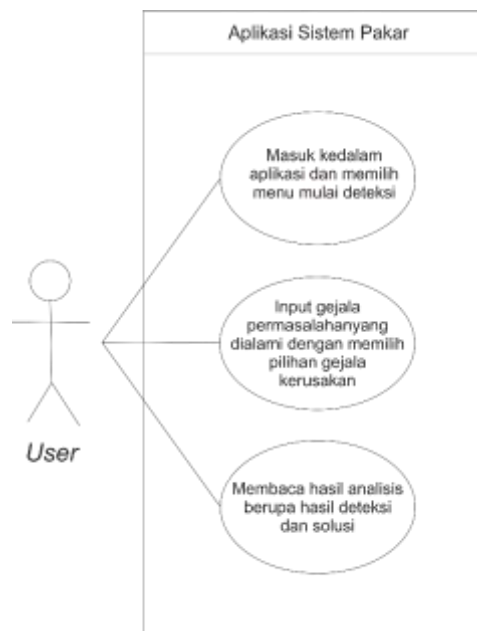 Aplikasi Sistem Pakar
Masuk kedalam
aplikasi dan memilih
menu mulai deteksi
Input gejala
permasalahanyang
dialami dengan memilih
pilihan gejala
kerusakan
User
Membaca hasil analisis
berupa hasil deteksi
dan solusi